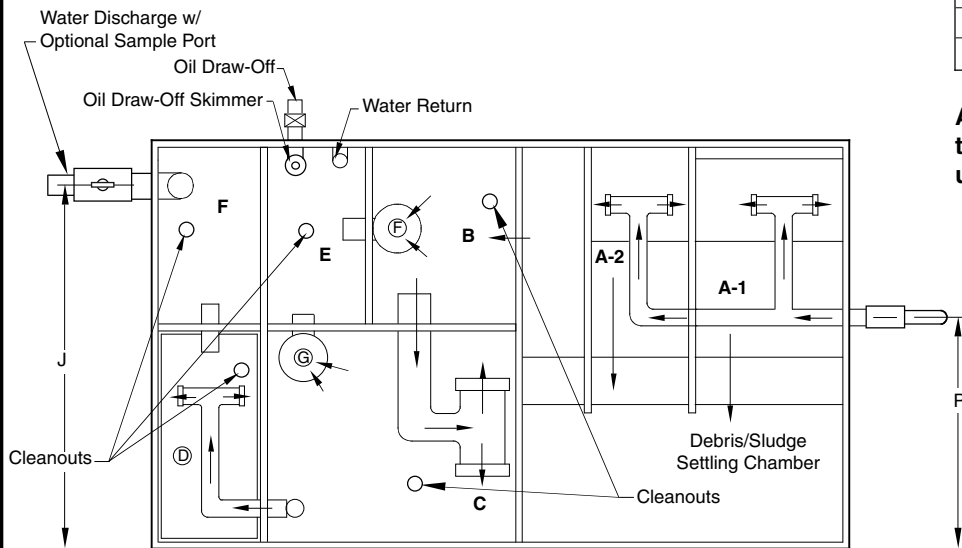 Water Discharge w/
Optional Sample Port
Oil Draw-Off
Oil Draw-Off Skimmer
Water Return
F
E
F
B
A-2
A-1
J
G
P
D
Cleanouts
C
Debris/Sludge
Settling Chamber
Cleanouts
A
t
u